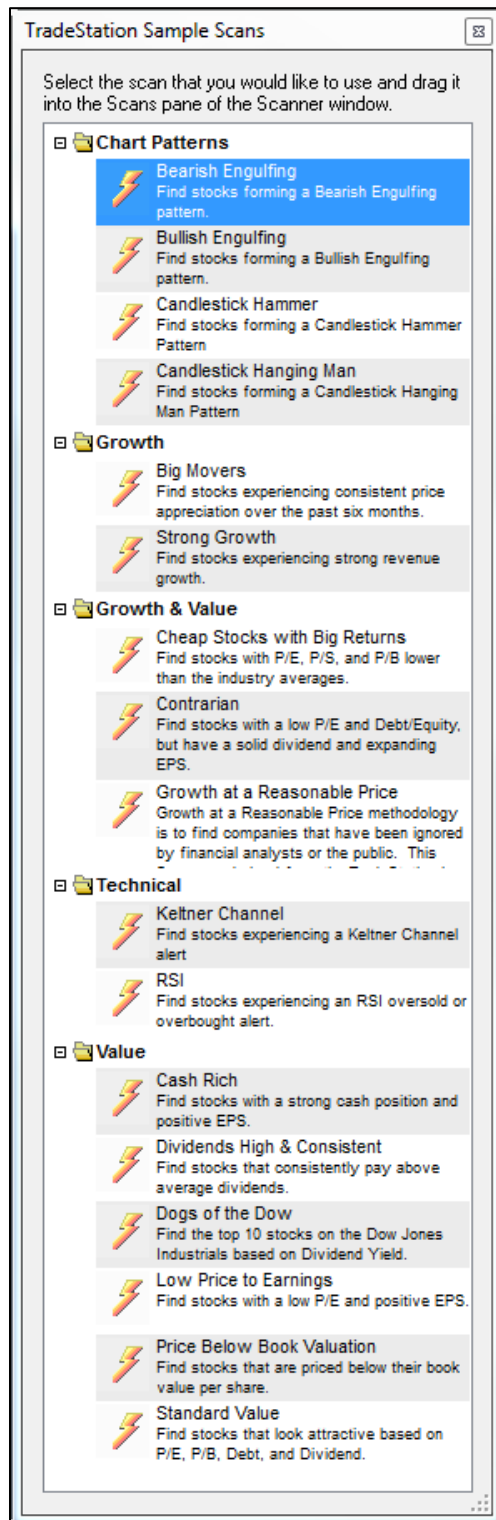 TradeStation Sample Scans
Select the scan that you would like to use and drag it
into the Scans pane of the Scanner window.
Chart Patterns
Bearish Engulfing
Find stocks forming a Bearish Engulfing
pattern.
Bullish Engulfing
Find stocks forming a Bullish Engulfing
pattern.
Candlestick Hammer
Find stocks forming a Candlestick Hammer
Pattern
Candlestick Hanging Man
Find stocks forming a Candlestick Hanging
Man Pattern
Growth
Big Movers
Find stocks experiencing consistent price
appreciation over the past six months.
Strong Growth
Find stocks experiencing strong revenue
growth.
Growth & Value
Cheap Stocks with Big Returns
Find stocks with P/E, P/S, and P/B lower
than the industry averages.
Contrarian
Find stocks with a low P/E and Debt/Equity,
but have a solid dividend and expanding
EPS.
Growth at a Reasonable Price
Growth at a Reasonable Price methodology
is to find companies that have been ignored
by financial analysts or the public. This
Technical
Keltner Channel
Find stocks experiencing a Keltner Channel
alert
RSI
Find stocks experiencing an RSI oversold or
overbought alert.
Value
Cash Rich
Find stocks with a strong cash position and
positive EPS.
Dividends High & Consistent
Find stocks that consistently pay above
average dividends.
Dogs of the Dow
Find the top 10 stocks on the Dow Jones
Industrials based on Dividend Yield.
Low Price to Earnings
Find stocks with a low P/E and positive EPS.
Price Below Book Valuation
Find stocks that are priced below their book
value per share.
Standard Value
Find stocks that look attractive based on
P/E, P/B, Debt, and Dividend.